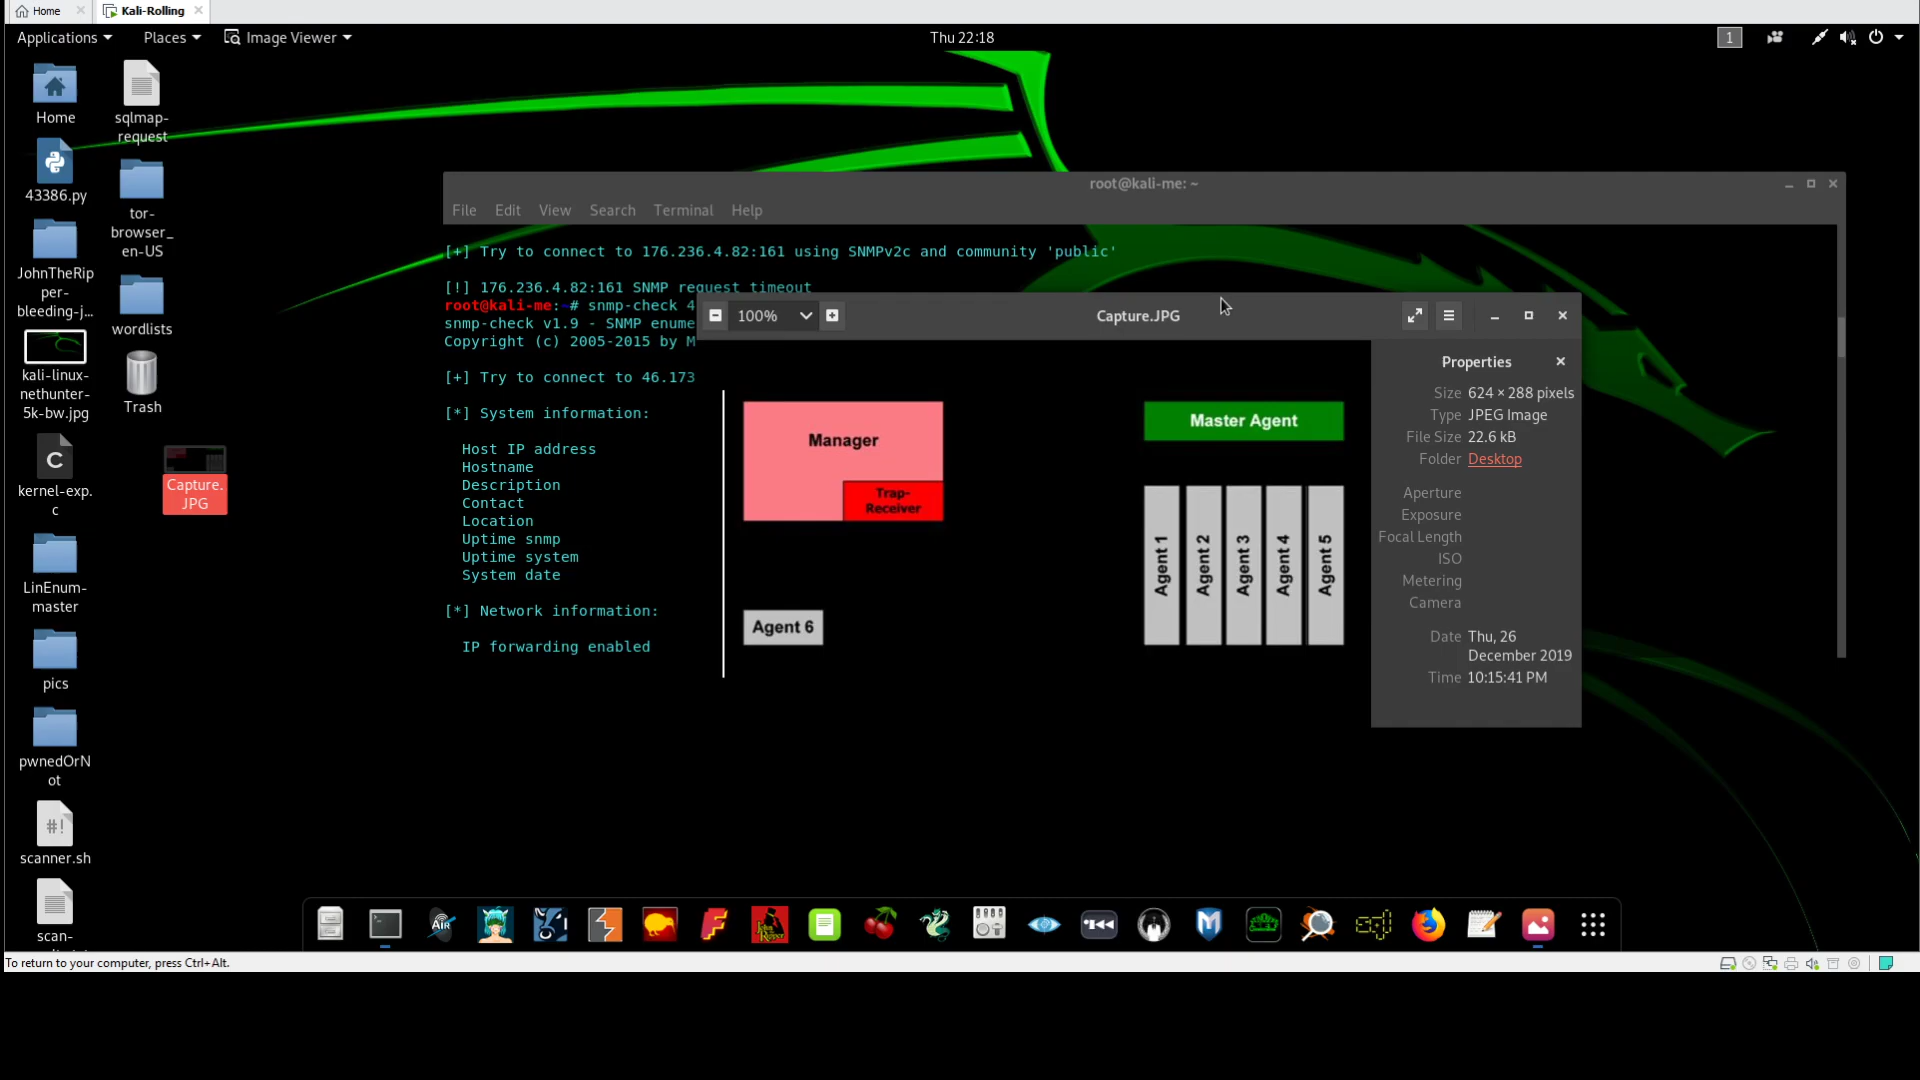 Home
Kali-Rolling
Applications
Places
Image Viewer
Thu 22:18
1
Home
43386.py
JohnTheRip
per-
bleeding-j...
kali-linux-
nethunter-
5k-bw.jpg
kernel-exp.
c
LinEnum-
master
pics
pwnedOrN
ot
scanner.sh
scan-
sqlmap-
request
tor-
browser_
en-US
wordlists
Trash
Capture.
JPG
root@kali-me: ~
File Edit View Search Terminal Help
[+] Try to connect to 176.236.4.82:161 using SNMPv2c and community 'public'
[!] 176.236.4.82:161 SNMP request timeout
root@kali-me:~# snmp-check 4
snmp-check v1.9 - SNMP enume
Copyright (c) 2005-2015 by M
[+] Try to connect to 46.173
[*] System information:
Host IP address
Hostname
Description
Contact
Location
Uptime snmp
Uptime system
System date
[*] Network information:
IP forwarding enabled
100%
Capture.JPG
Manager
Trap-
Receiver
Agent 6
Master Agent
Agent 1
Agent 2
Agent 3
Agent 4
Agent 5
Properties
Size 624 × 288 pixels
Type JPEG Image
File Size 22.6 kB
Folder Desktop
Aperture
Exposure
Focal Length
ISO
Metering
Camera
Date Thu, 26
December 2019
Time 10:15:41 PM
To return to your computer, press Ctrl+Alt.